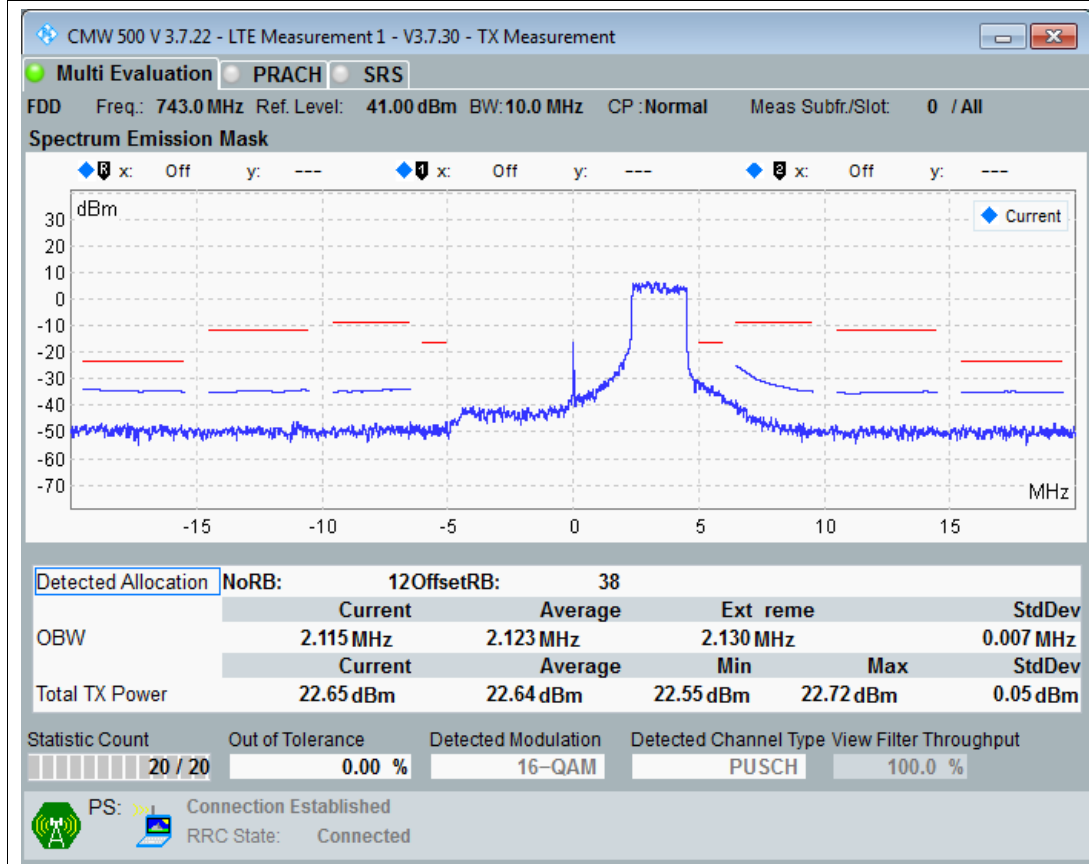 CMW 500 V 3.7.22 - LTE Measurement 1 - V3.7.30 - TX Measurement
Multi Evaluation PRACH SRS
FDD Freq.: 743.0 MHz Ref. Level: 41.00 dBm BW: 10.0 MHz CP : Normal Meas Subfr./Slot: 0 / All
Spectrum Emission Mask
R x: Off y: --- 1 x: Off y: --- 2 x: Off y: ---
dBm
Current
30
20
10
0
-10
-20
-30
-40
-50
-60
-70
MHz
-15 -10 -5 0 5 10 15
Detected Allocation NoRB: 12 OffsetRB: 38
Current Average Ext reme StdDev
OBW 2.115 MHz 2.123 MHz 2.130 MHz 0.007 MHz
Current Average Min Max StdDev
Total TX Power 22.65 dBm 22.64 dBm 22.55 dBm 22.72 dBm 0.05 dBm
Statistic Count Out of Tolerance Detected Modulation Detected Channel Type View Filter Throughput
20 / 20 0.00 % 16-QAM PUSCH 100.0 %
PS: Connection Established
RRC State: Connected